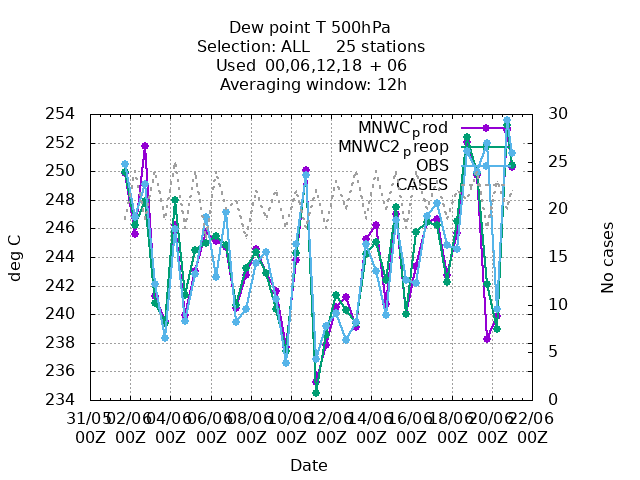 Dew point T 500hPa
Selection: ALL 25 stations
Used 00,06,12,18 + 06
Averaging window: 12h
254
252
250
248
246
244
242
240
238
236
234
deg C
30
25
20
15
10
5
0
No cases
MNWCprod
MNWC2preop
OBS
CASES
31/05 02/06 04/06 06/06 08/06 10/06 12/06 14/06 16/06 18/06 20/06 22/06
00Z 00Z 00Z 00Z 00Z 00Z 00Z 00Z 00Z 00Z 00Z 00Z
Date